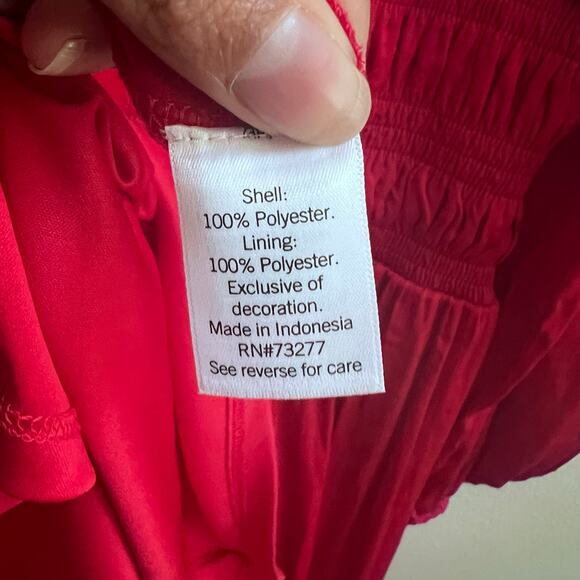 Shell:
100% Polyester.
Lining:
100% Polyester.
Exclusive of
decoration.
Made in Indonesia
RN#73277
See reverse for care